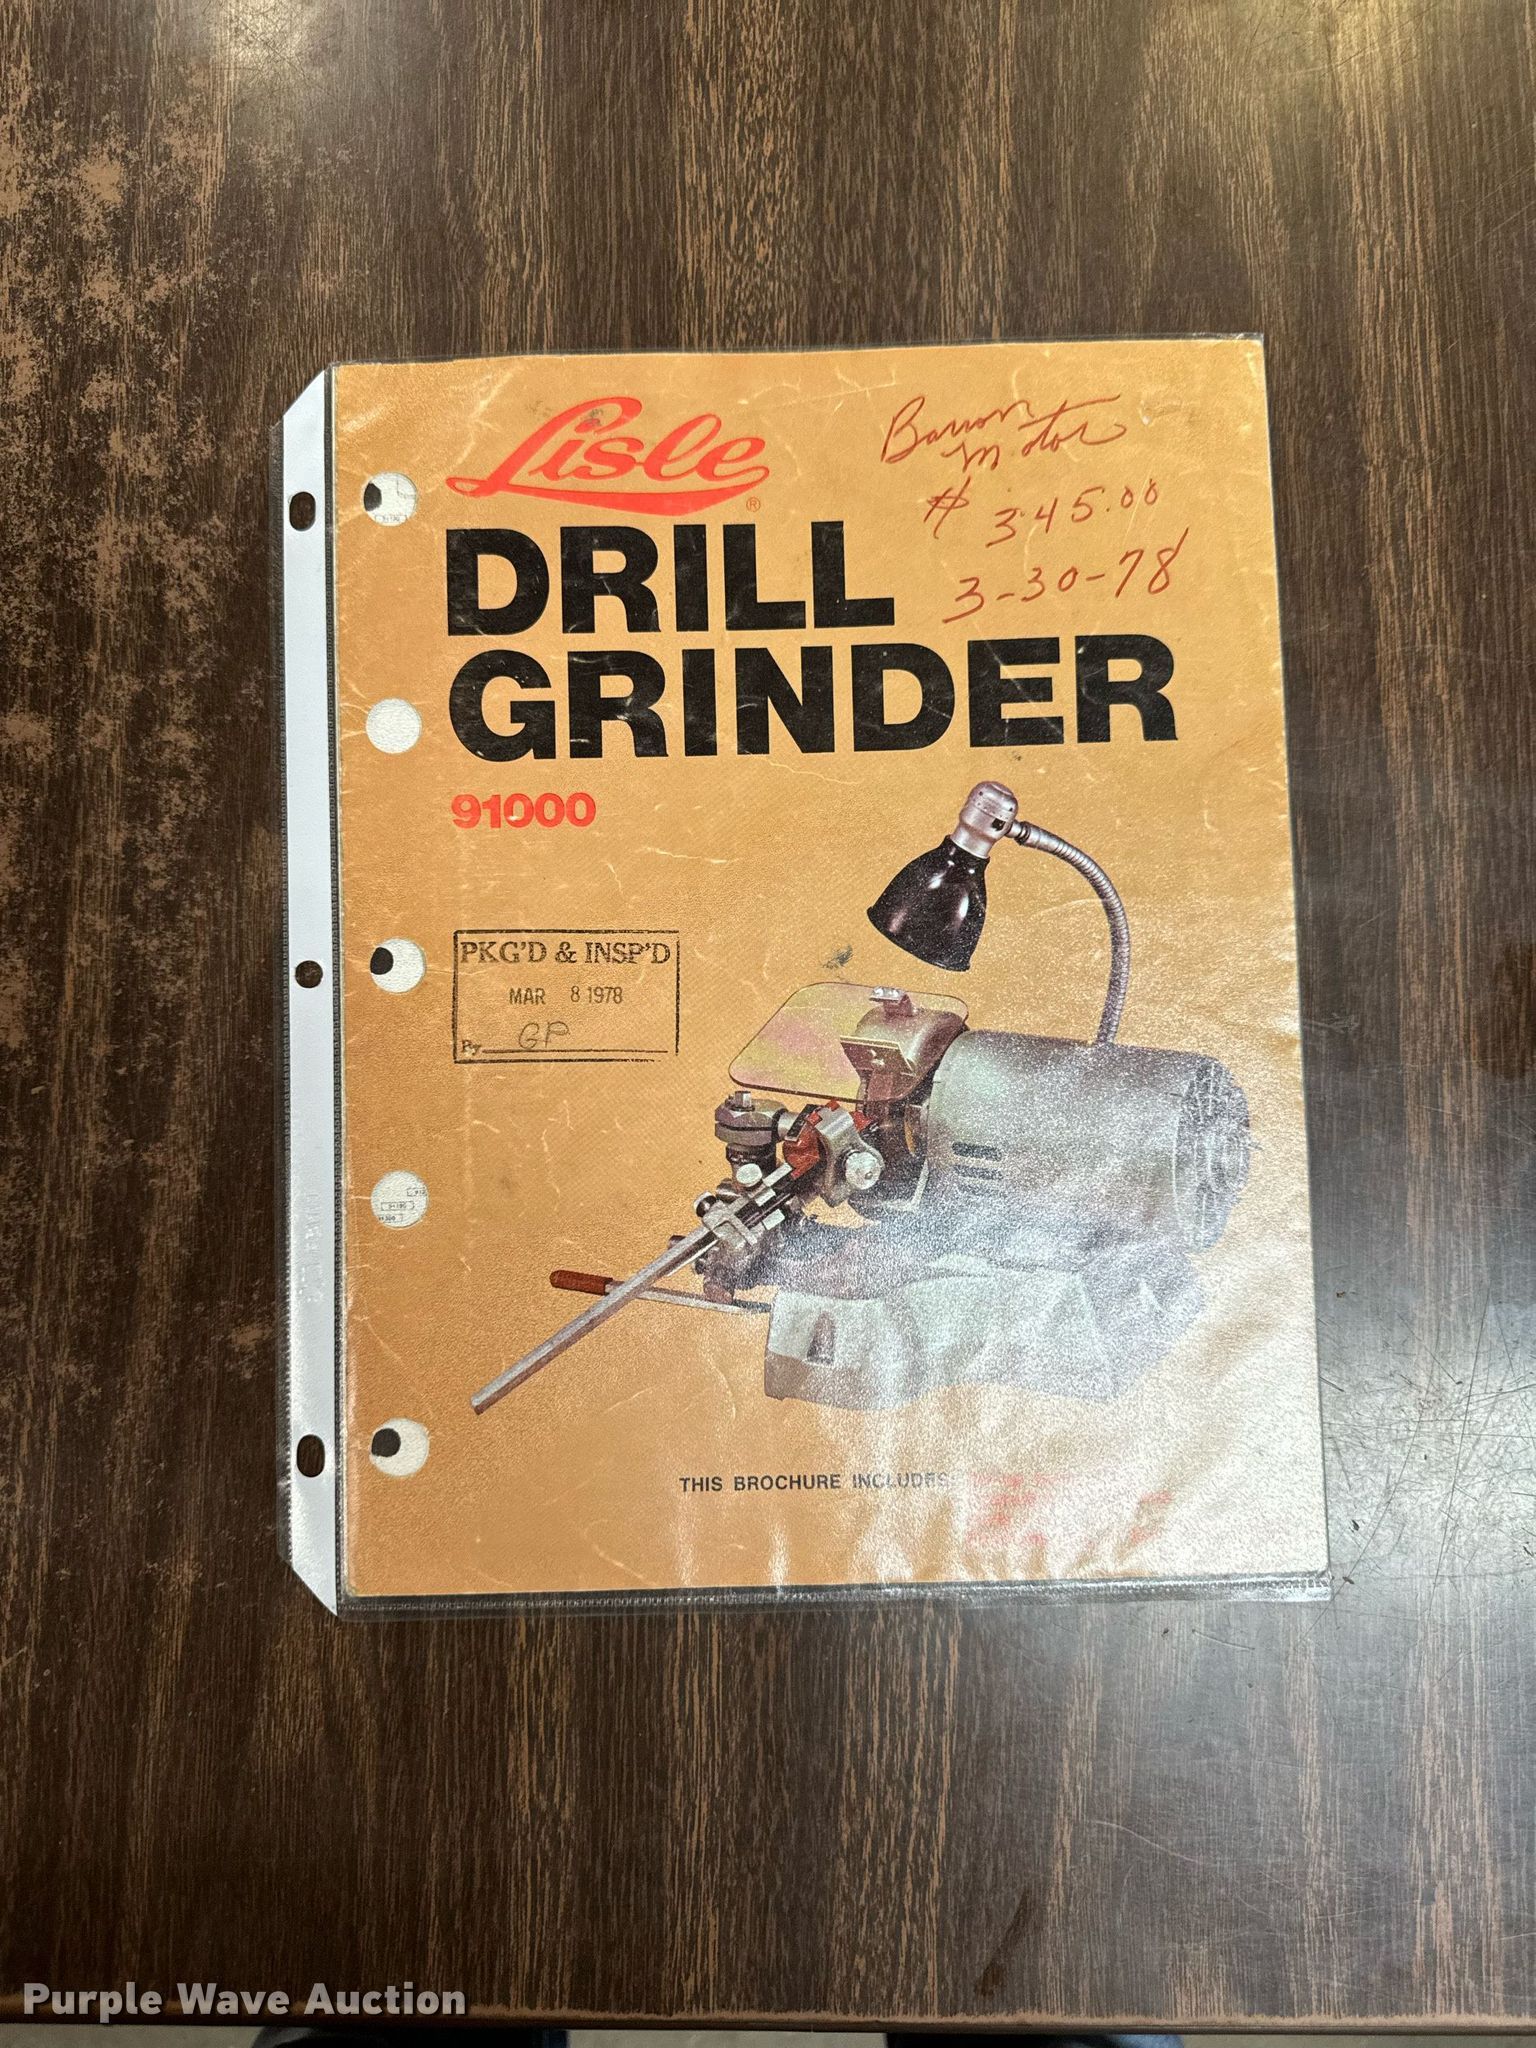 Lisle®
Barron
Motor
# 345.00
3-30-78
DRILL
GRINDER
91000
PKG'D & INSP'D
MAR 8 1978
By GP
THIS BROCHURE INCLUDES:
Purple Wave Auction